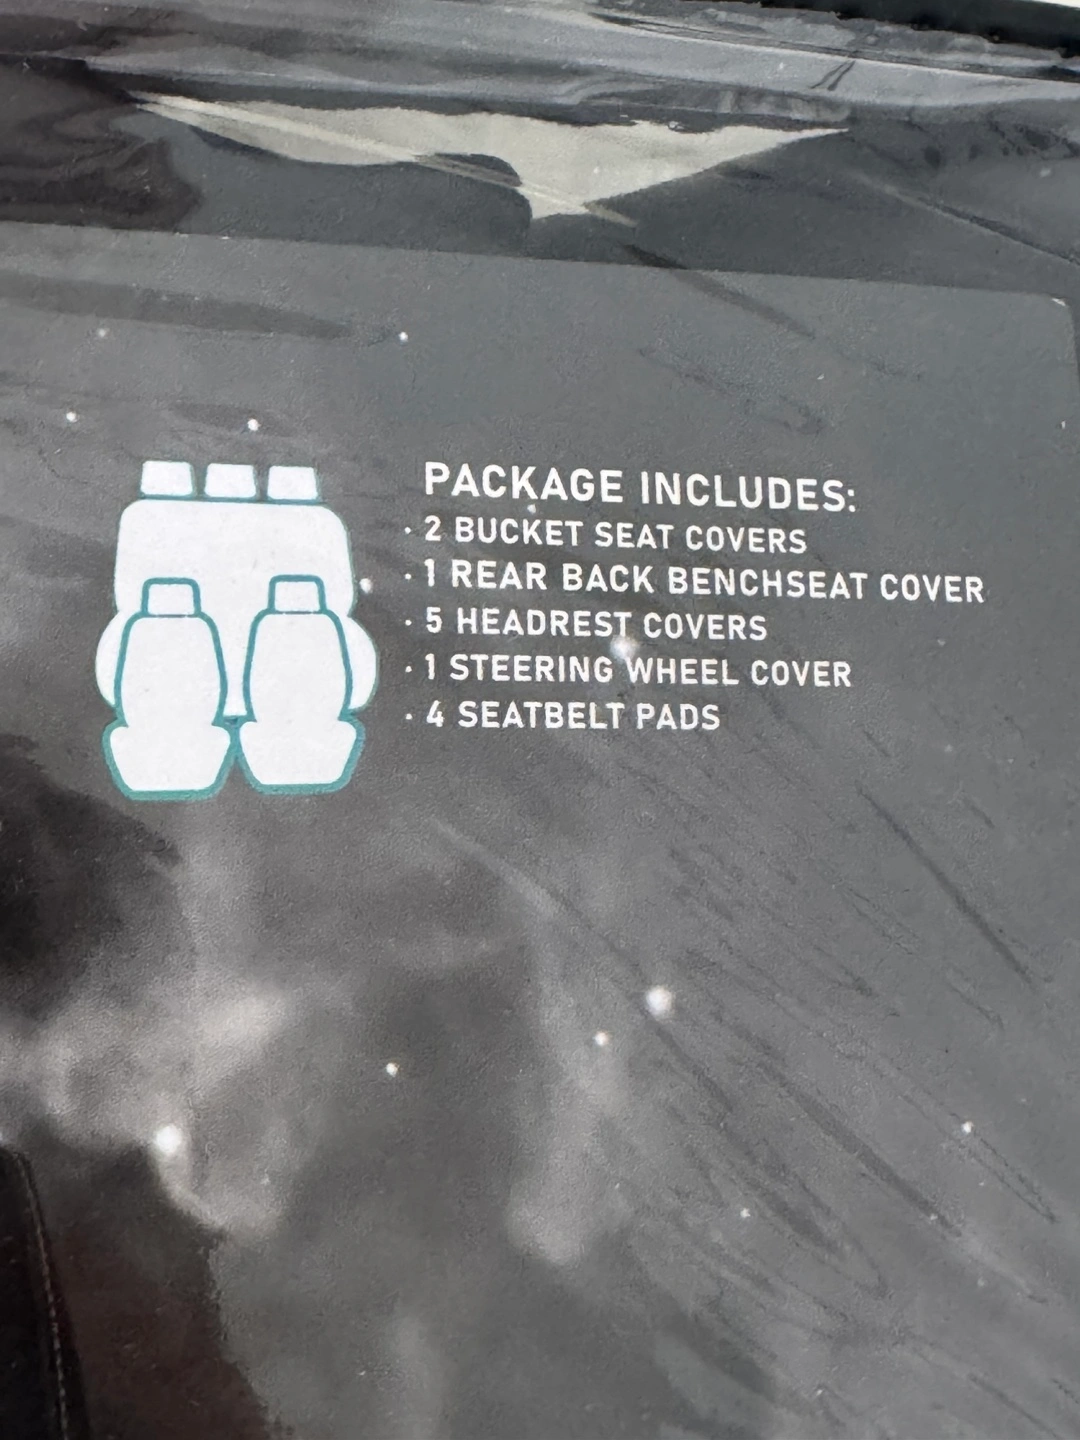 PACKAGE INCLUDES:
· 2 BUCKET SEAT COVERS
· 1 REAR BACK BENCHSEAT COVER
· 5 HEADREST COVERS
· 1 STEERING WHEEL COVER
· 4 SEATBELT PADS